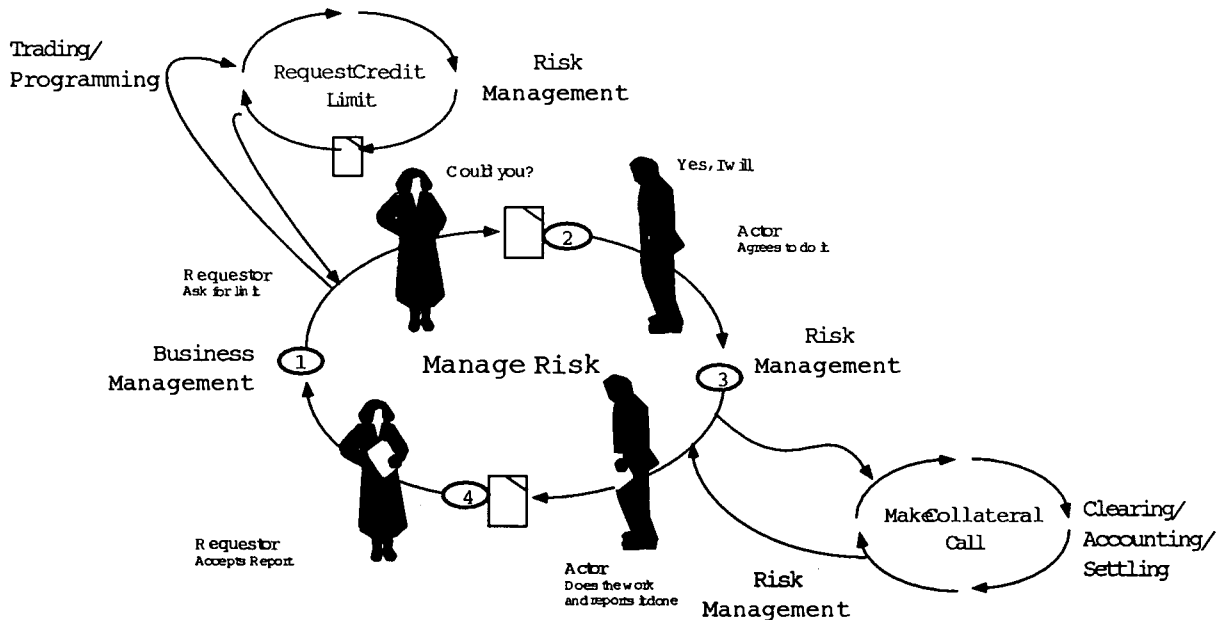 Trading/
Programming
RequestCredit
Limit
Risk
Management
Could you?
Yes, I will
2
Actor
Agrees to do it
Requestor
Ask for limit
Business
Management
1
Manage Risk
3
Risk
Management
4
Requestor
Accepts Report
Actor
Does the work
and reports it done
MakeCollateral
Call
Clearing/
Accounting/
Settling
Risk
Management